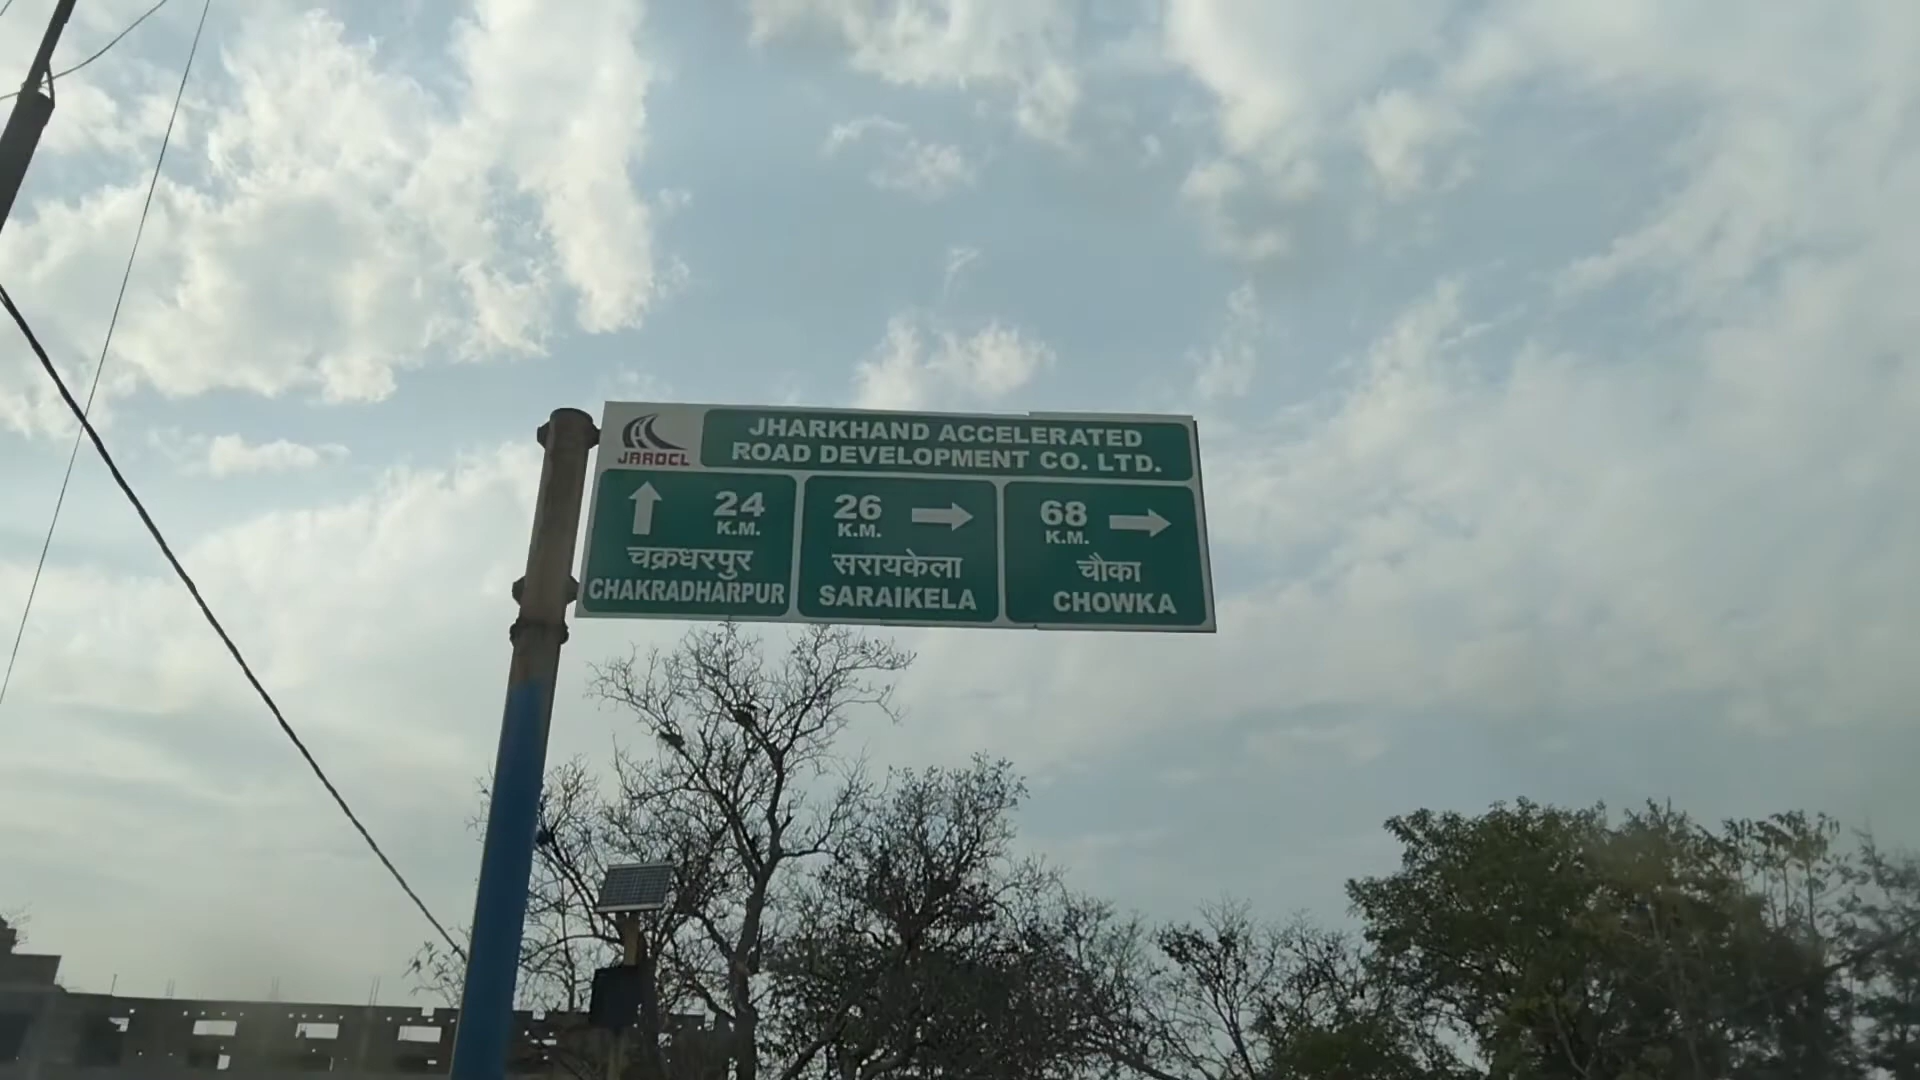 JARDCL
JHARKHAND ACCELERATED
ROAD DEVELOPMENT CO. LTD.
24
K.M.
चक्रधरपुर
CHAKRADHARPUR
26
K.M.
सरायकेला
SARAIKELA
68
K.M.
चौका
CHOWKA